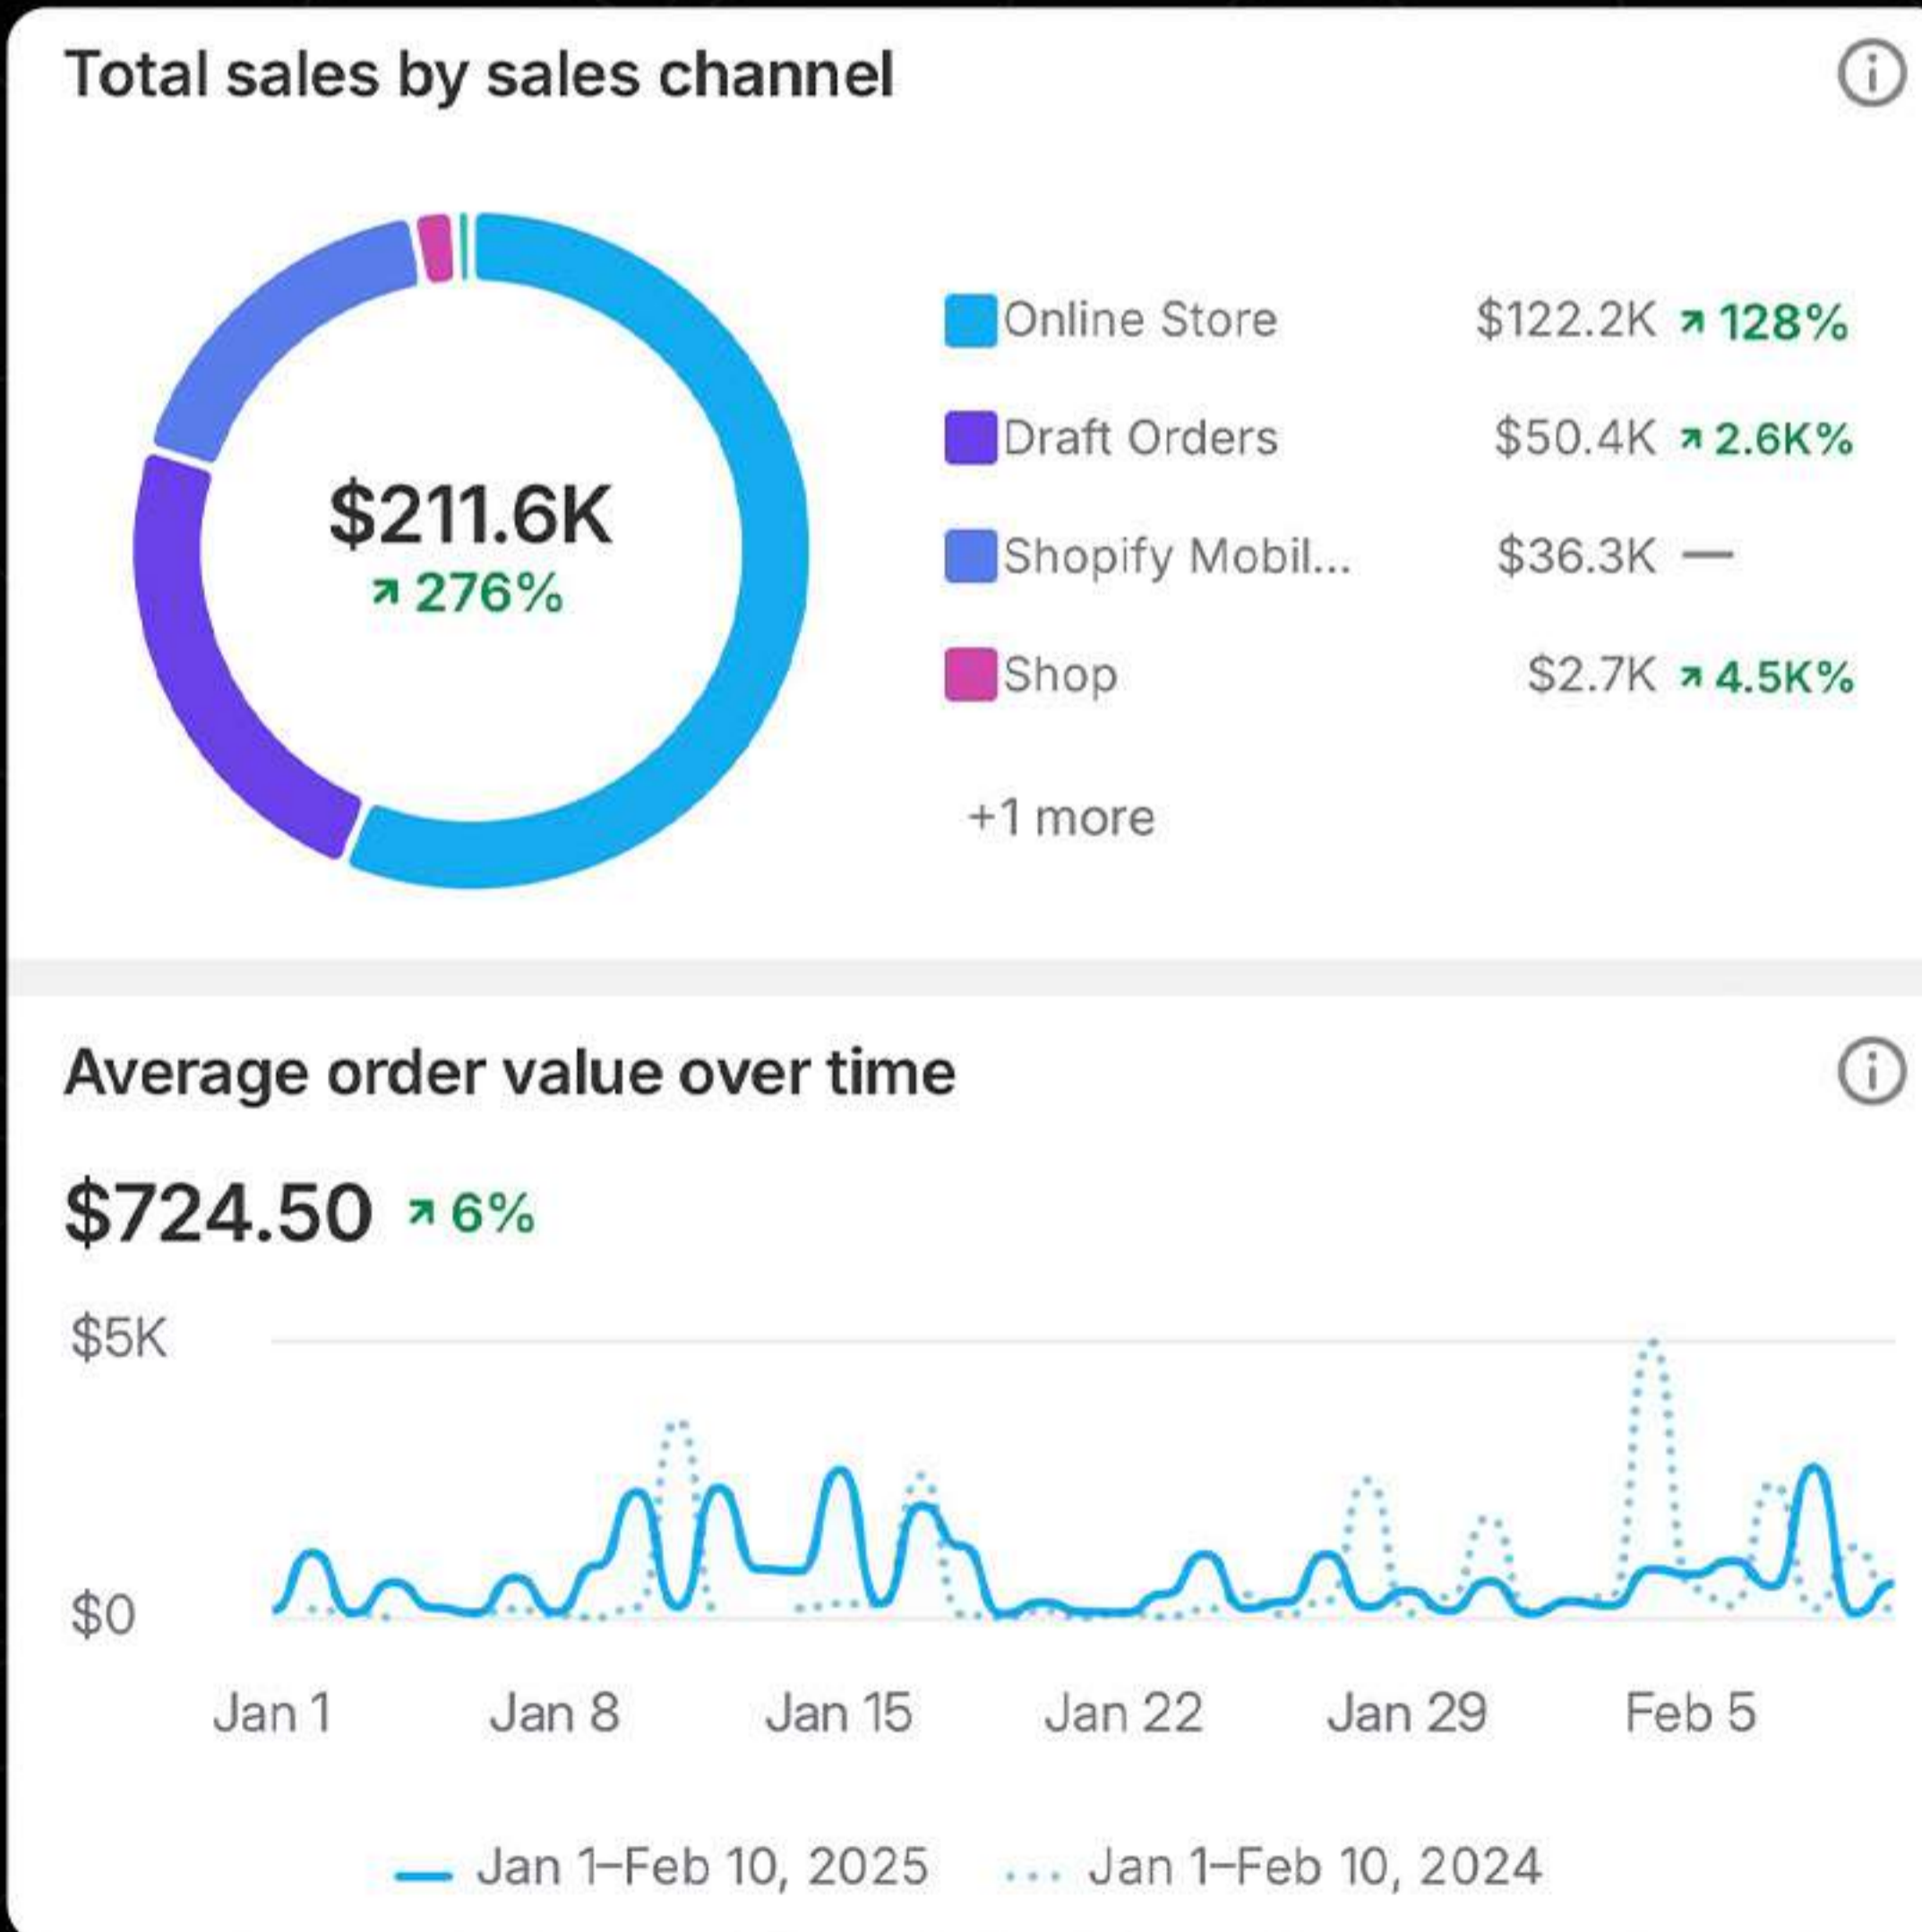 Total sales by sales channel
$211.6K
276%
Online Store $122.2K 128%
Draft Orders $50.4K 2.6K%
Shopify Mobil... $36.3K —
Shop $2.7K 4.5K%
+1 more
Average order value over time
$724.50 6%
$5K
$0
Jan 1 Jan 8 Jan 15 Jan 22 Jan 29 Feb 5
Jan 1–Feb 10, 2025 Jan 1–Feb 10, 2024